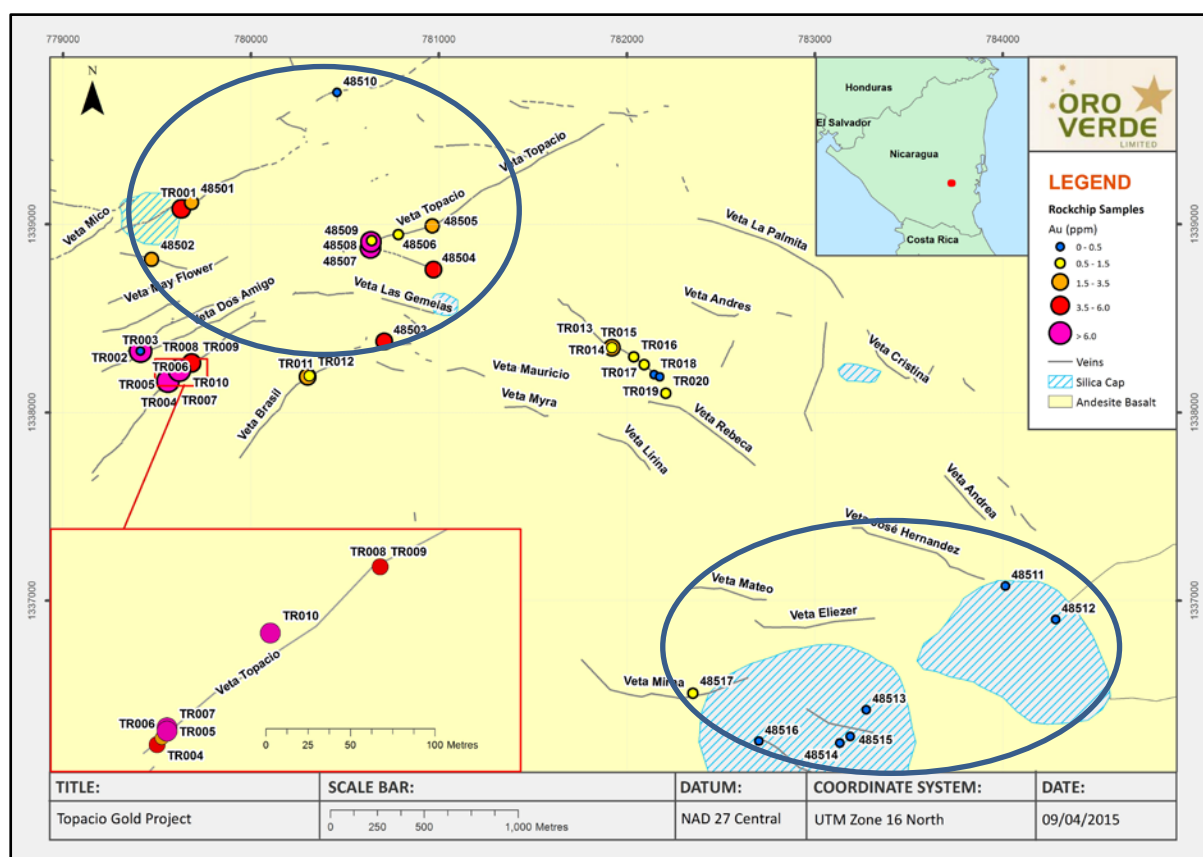 779000 780000 781000 782000 783000 784000
1339000
1338000
1337000
1339000
1338000
1337000
N
48510
TR001 48501
Veta Mico
48502
Veta May Flower
Veta Dos Amigo
Veta Topacio
Veta Topacio
48509
48508
48507
48506
48505
48504
Veta Las Gemelas
48503
TR003
TR002
TR008 TR009
TR006
TR005
TR010
TR004 TR007
TR011 TR012
Veta Brasil
Veta Mauricio
Veta Myra
TR013 TR015
TR014
TR016
TR017
TR018
TR019
TR020
Veta La Palmita
Veta Andres
Veta Cristina
Veta Rebeca
Veta Lirina
Veta Andrea
Veta José Hernandez
Veta Mateo
Veta Eliezer
Veta Mirna
48511
48512
48513
48514
48515
48516
48517
Honduras
El Salvador
Nicaragua
Costa Rica
ORO
VERDE
LIMITED
LEGEND
Rockchip Samples
Au (ppm)
0 - 0.5
0.5 - 1.5
1.5 - 3.5
3.5 - 6.0
>6.0
Veins
Silica Cap
Andesite Basalt
TR008 TR009
TR010
Veta Topacio
TR006
TR007
TR005
TR004
0 25 50 100 Metres
TITLE:
Topacio Gold Project
SCALE BAR:
0 250 500 1,000 Metres
DATUM:
NAD 27 Central
COORDINATE SYSTEM:
UTM Zone 16 North
DATE:
09/04/2015